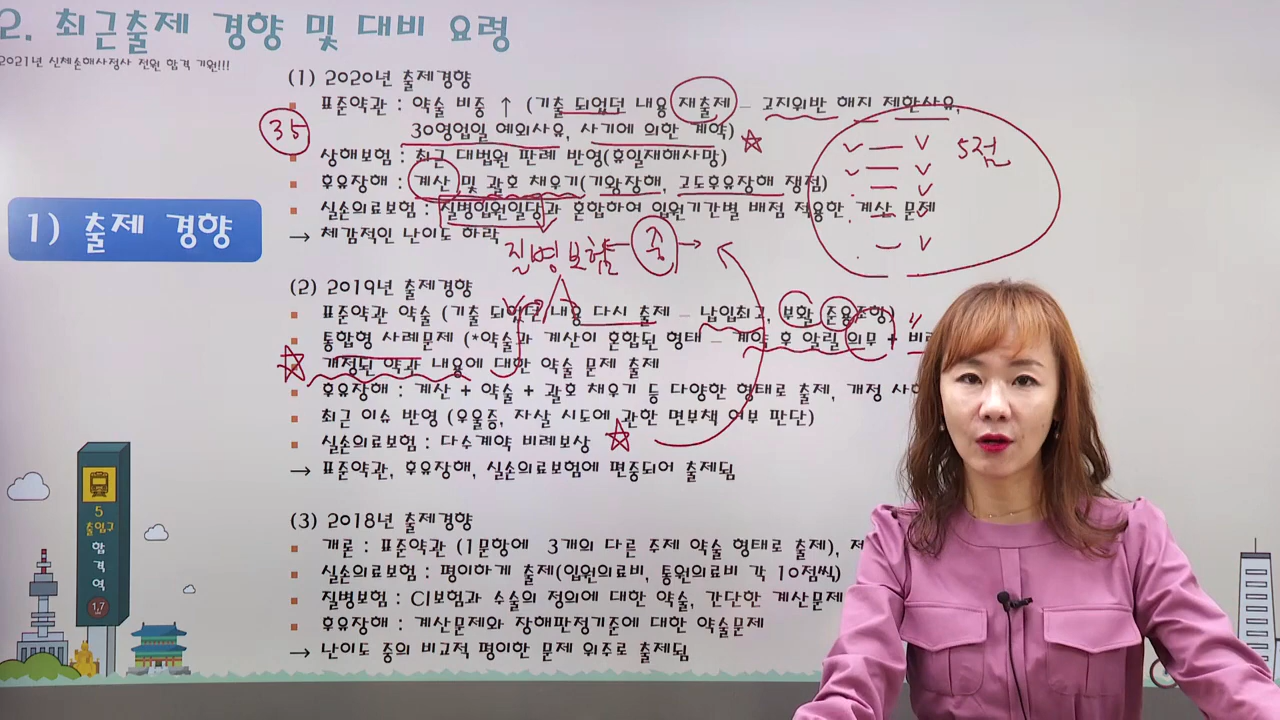 2. 최근출제 경향 및 대비 요령
2021년 신체손해사정사 전원 합격 기원!!!
1) 출제 경향
(1) 2020년 출제경향
표준약관 : 약술 비중 ↑ (기출 되었던 내용 재출제 – 고지위반 해지 제한사유,
30영업일 예외사유, 사기에 의한 계약)
35
5점
상해보험 : 최근 대법원 판례 반영(휴일재해사망)
후유장해 : 계산 및 괄호 채우기(기왕장해, 고도후유장해 쟁점)
실손의료보험 : 질병입원일당과 혼합하여 입원기간별 배점 적용한 계산 문제
→ 체감적인 난이도 하락
질병보험 중
(2) 2019년 출제경향
표준약관 약술 (기출 되었던 내용 다시 출제 – 납입최고, 부활 준용조항)
통합형 사례문제 (*약술과 계산이 혼합된 형태 – 계약 후 알릴 의무 + 비례
개정된 약관 내용에 대한 약술 문제 출제
후유장해 : 계산 + 약술 + 괄호 채우기 등 다양한 형태로 출제, 개정 사항
최근 이슈 반영 (우울증, 자살 시도에 관한 면부책 여부 판단)
실손의료보험 : 다수계약 비례보상
→ 표준약관, 후유장해, 실손의료보험에 편중되어 출제됨
(3) 2018년 출제경향
개론 : 표준약관 (1문항에 3개의 다른 주제 약술 형태로 출제), 제
실손의료보험 : 평이하게 출제(입원의료비, 통원의료비 각 10점씩)
질병보험 : CI보험과 수술의 정의에 대한 약술, 간단한 계산문제
후유장해 : 계산문제와 장해판정기준에 대한 약술문제
→ 난이도 중의 비교적 평이한 문제 위주로 출제됨
5
출입구
합격역